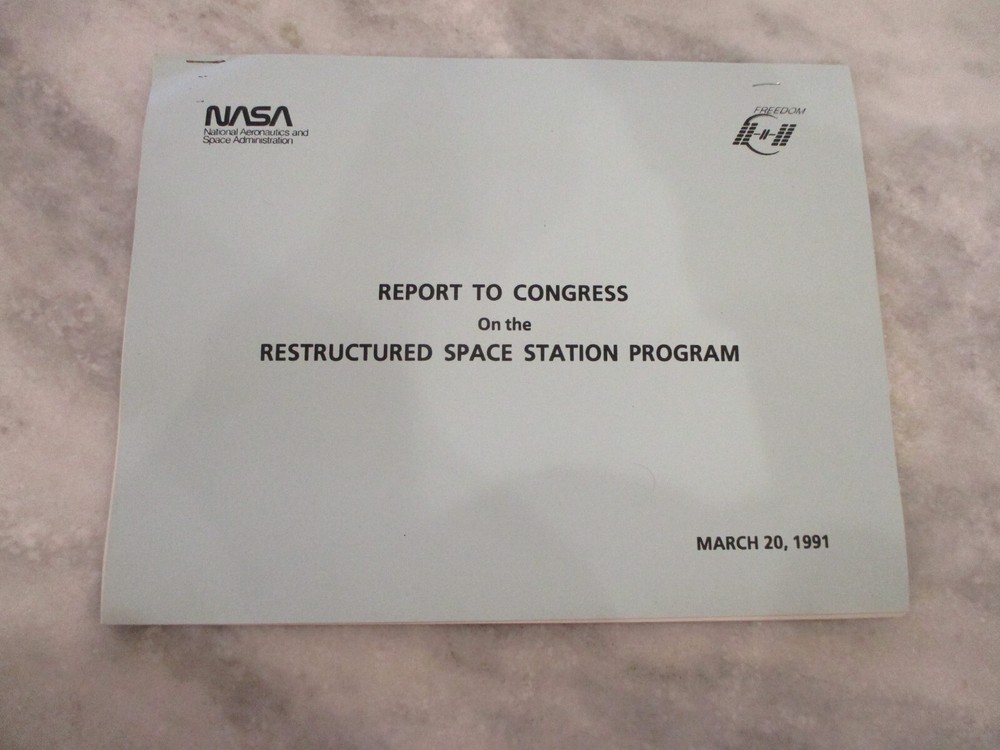 NASA
National Aeronautics and
Space Administration
FREEDOM
REPORT TO CONGRESS
On the
RESTRUCTURED SPACE STATION PROGRAM
MARCH 20, 1991